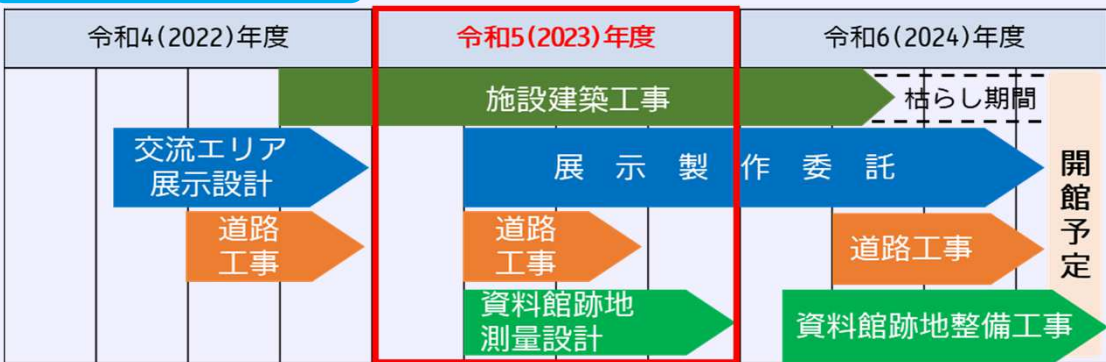 令和4(2022)年度
令和5(2023)年度
令和6(2024)年度
施設建築工事
枯らし期間
交流エリア
展示設計
展示製作委託
開館予定
道路
工事
道路
工事
道路工事
資料館跡地
測量設計
資料館跡地整備工事